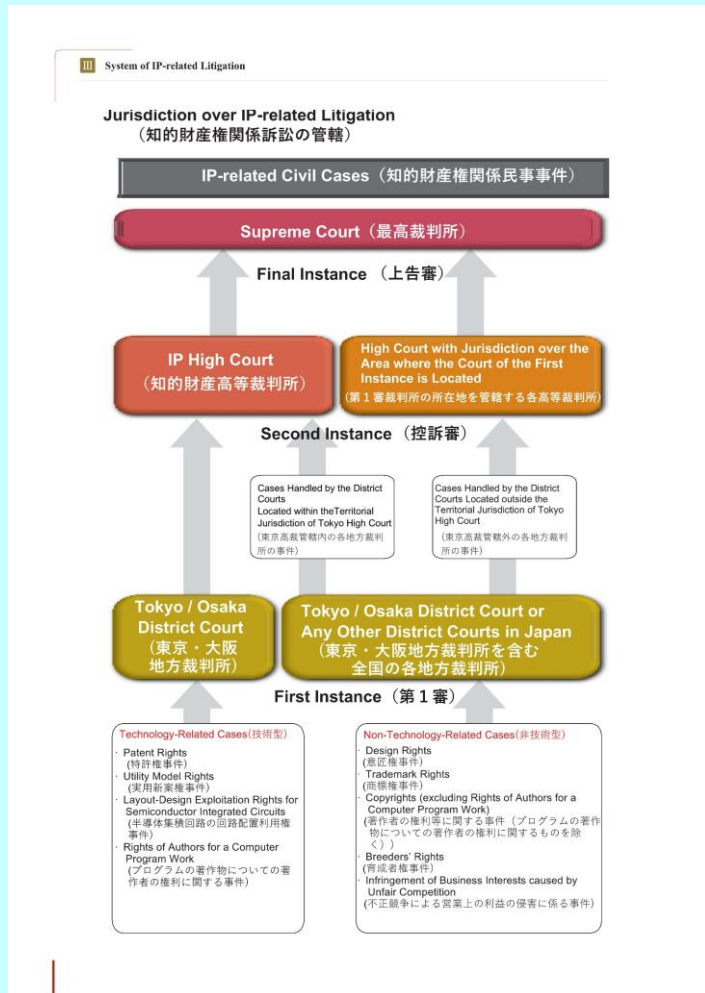 III System of IP-related Litigation
Jurisdiction over IP-related Litigation
（知的財産権関係訴訟の管轄）
IP-related Civil Cases（知的財産権関係民事事件）
Supreme Court（最高裁判所）
Final Instance （上告審）
IP High Court
（知的財産高等裁判所）
High Court with Jurisdiction over the
Area where the Court of the First
Instance is Located
(第１審裁判所の所在地を管轄する各高等裁判所)
Second Instance （控訴審）
Cases Handled by the District
Courts
Located within theTerritorial
Jurisdiction of Tokyo High Court
(東京高裁管轄内の各地方裁判
所の事件)
Cases Handled by the District
Courts Located outside the
Territorial Jurisdiction of Tokyo
High Court
(東京高裁管轄外の各地方裁判
所の事件)
Tokyo / Osaka
District Court
（東京・大阪
地方裁判所）
Tokyo / Osaka District Court or
Any Other District Courts in Japan
（東京・大阪地方裁判所を含む
全国の各地方裁判所）
First Instance（第１審）
Technology-Related Cases(技術型)
· Patent Rights
(特許権事件)
· Utility Model Rights
(実用新案権事件)
· Layout-Design Exploitation Rights for
Semiconductor Integrated Circuits
(半導体集積回路の回路配置利用権
事件)
· Rights of Authors for a Computer
Program Work
(プログラムの著作物についての著
作者の権利に関する事件)
Non-Technology-Related Cases(非技術型)
· Design Rights
(意匠権事件)
· Trademark Rights
(商標権事件)
· Copyrights (excluding Rights of Authors for a
Computer Program Work)
(著作者の権利等に関する事件（プログラムの著作
物についての著作者の権利に関するものを除
く）)
· Breeders' Rights
(育成者権事件)
· Infringement of Business Interests caused by
Unfair Competition
(不正競争による営業上の利益の侵害に係る事件)